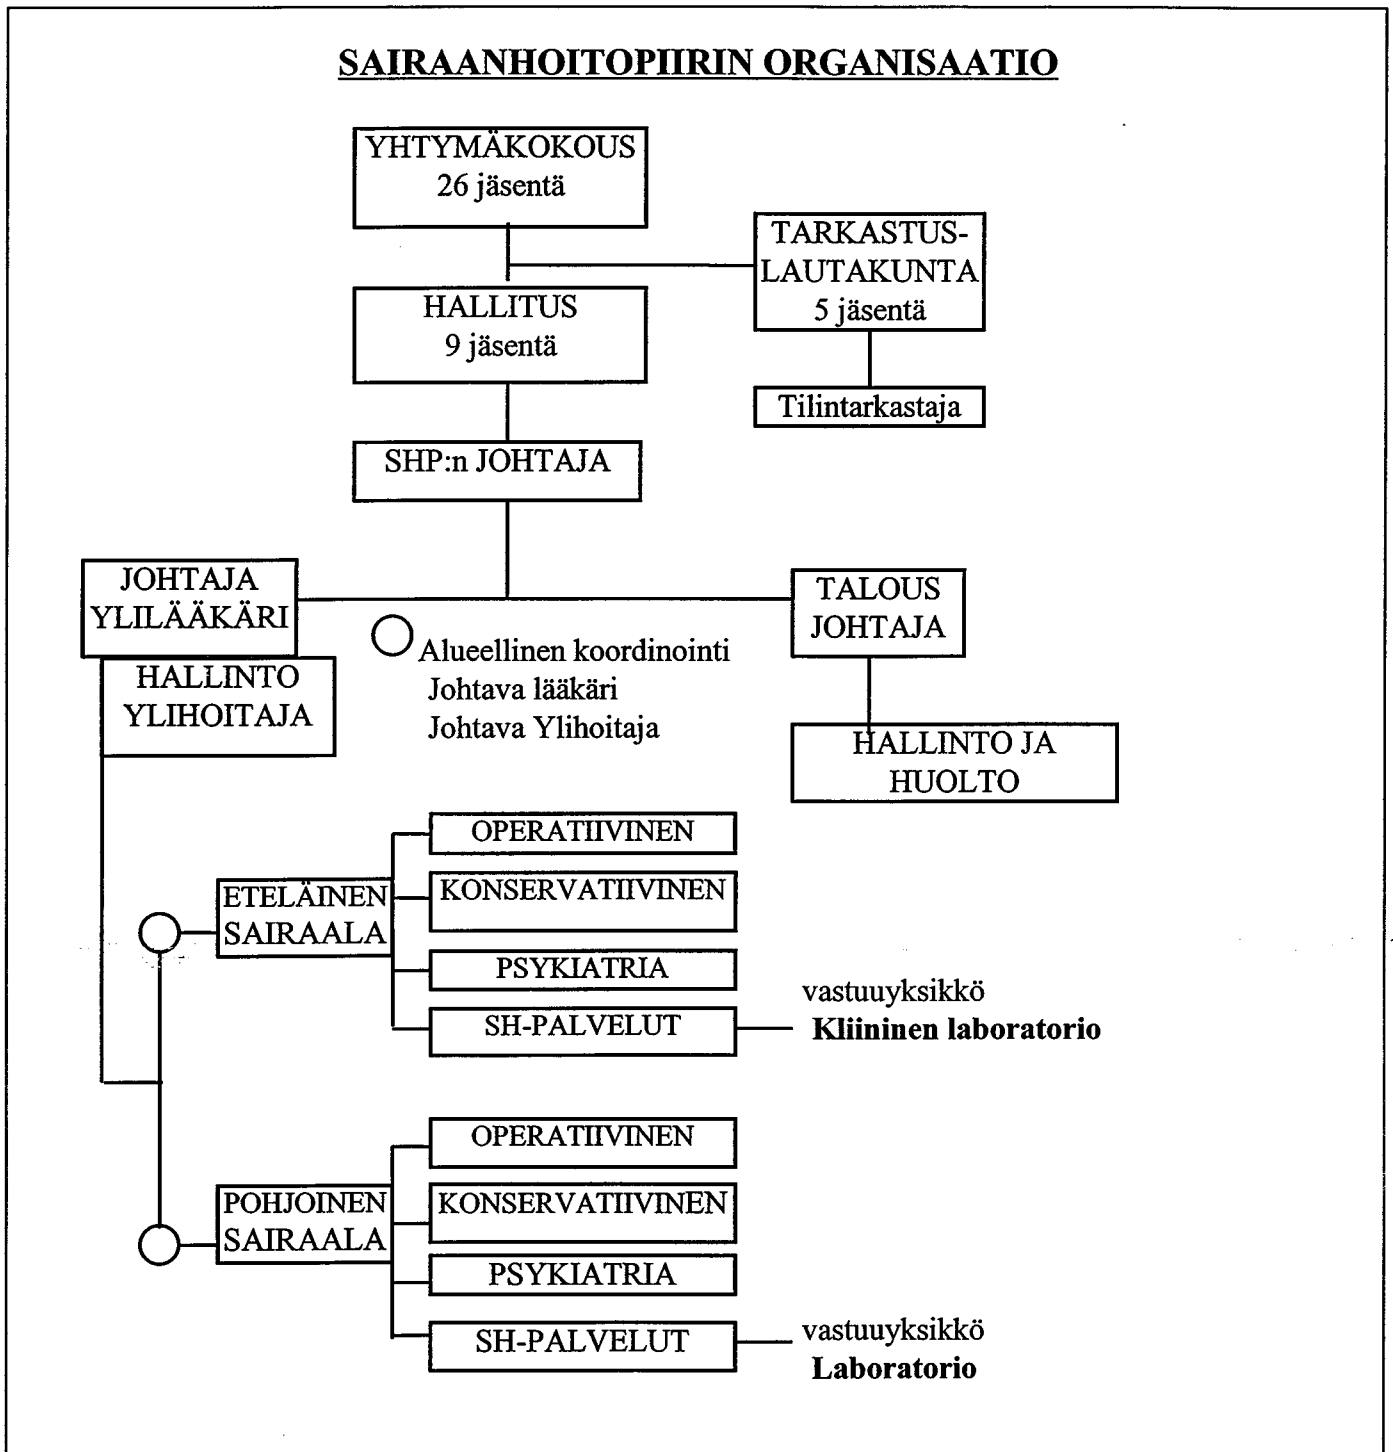 SAIRAANHOITOPIIRIN ORGANISAATIO
YHTYMÄKOKOUS
26 jäsentä
TARKASTUS-
LAUTAKUNTA
5 jäsentä
HALLITUS
9 jäsentä
Tilintarkastaja
SHP:n JOHTAJA
JOHTAJA
YLILÄÄKÄRI
TALOUS
JOHTAJA
Alueellinen koordinointi
Johtava lääkäri
Johtava Ylihoitaja
HALLINTO
YLIHOITAJA
HALLINTO JA
HUOLTO
OPERATIIVINEN
ETELÄINEN
SAIRAALA
KONSERVATIIVINEN
PSYKIATRIA
SH-PALVELUT
vastuuyksikkö
Kliininen laboratorio
OPERATIIVINEN
POHJOINEN
SAIRAALA
KONSERVATIIVINEN
PSYKIATRIA
SH-PALVELUT
vastuuyksikkö
Laboratorio